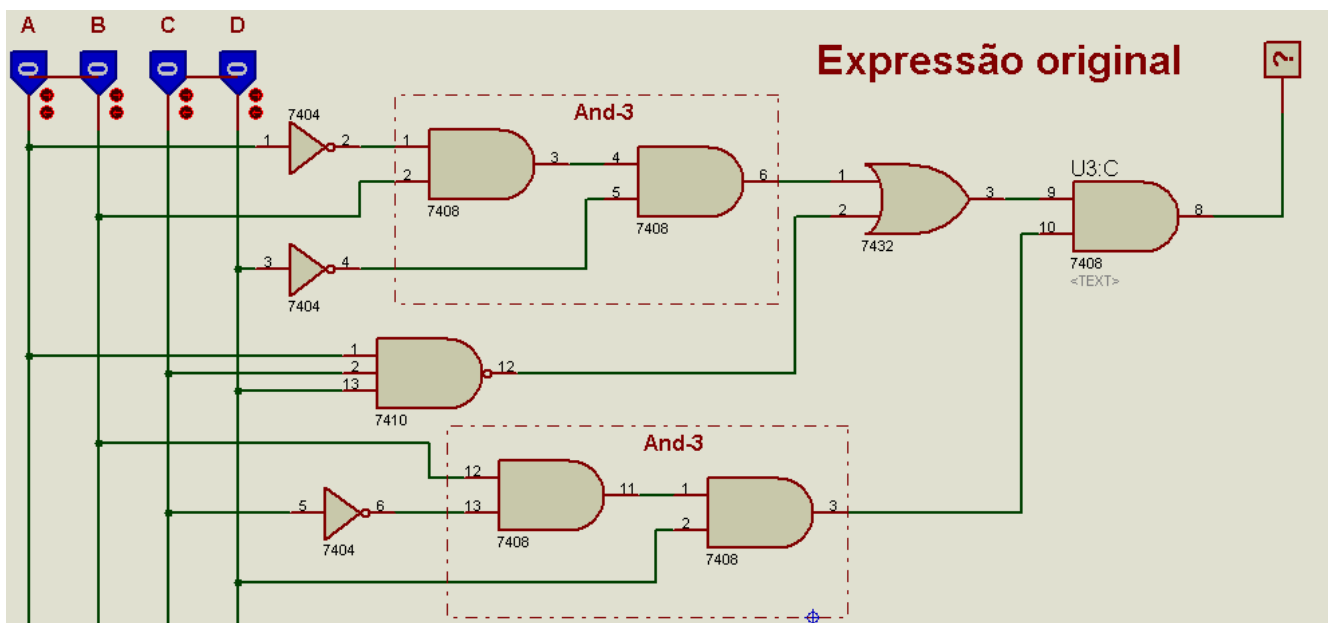 A B C D
0 0 0 0
Expressão original
?
And-3
7404
1 2 1 3 4 6 1 3 9 8
2 5 2 10
7408 7408 7432 U3:C
7408
<TEXT>
3 4
7404
1
2 12
13
7410
And-3
12 11 1 3
5 6 13 2
7404 7408 7408